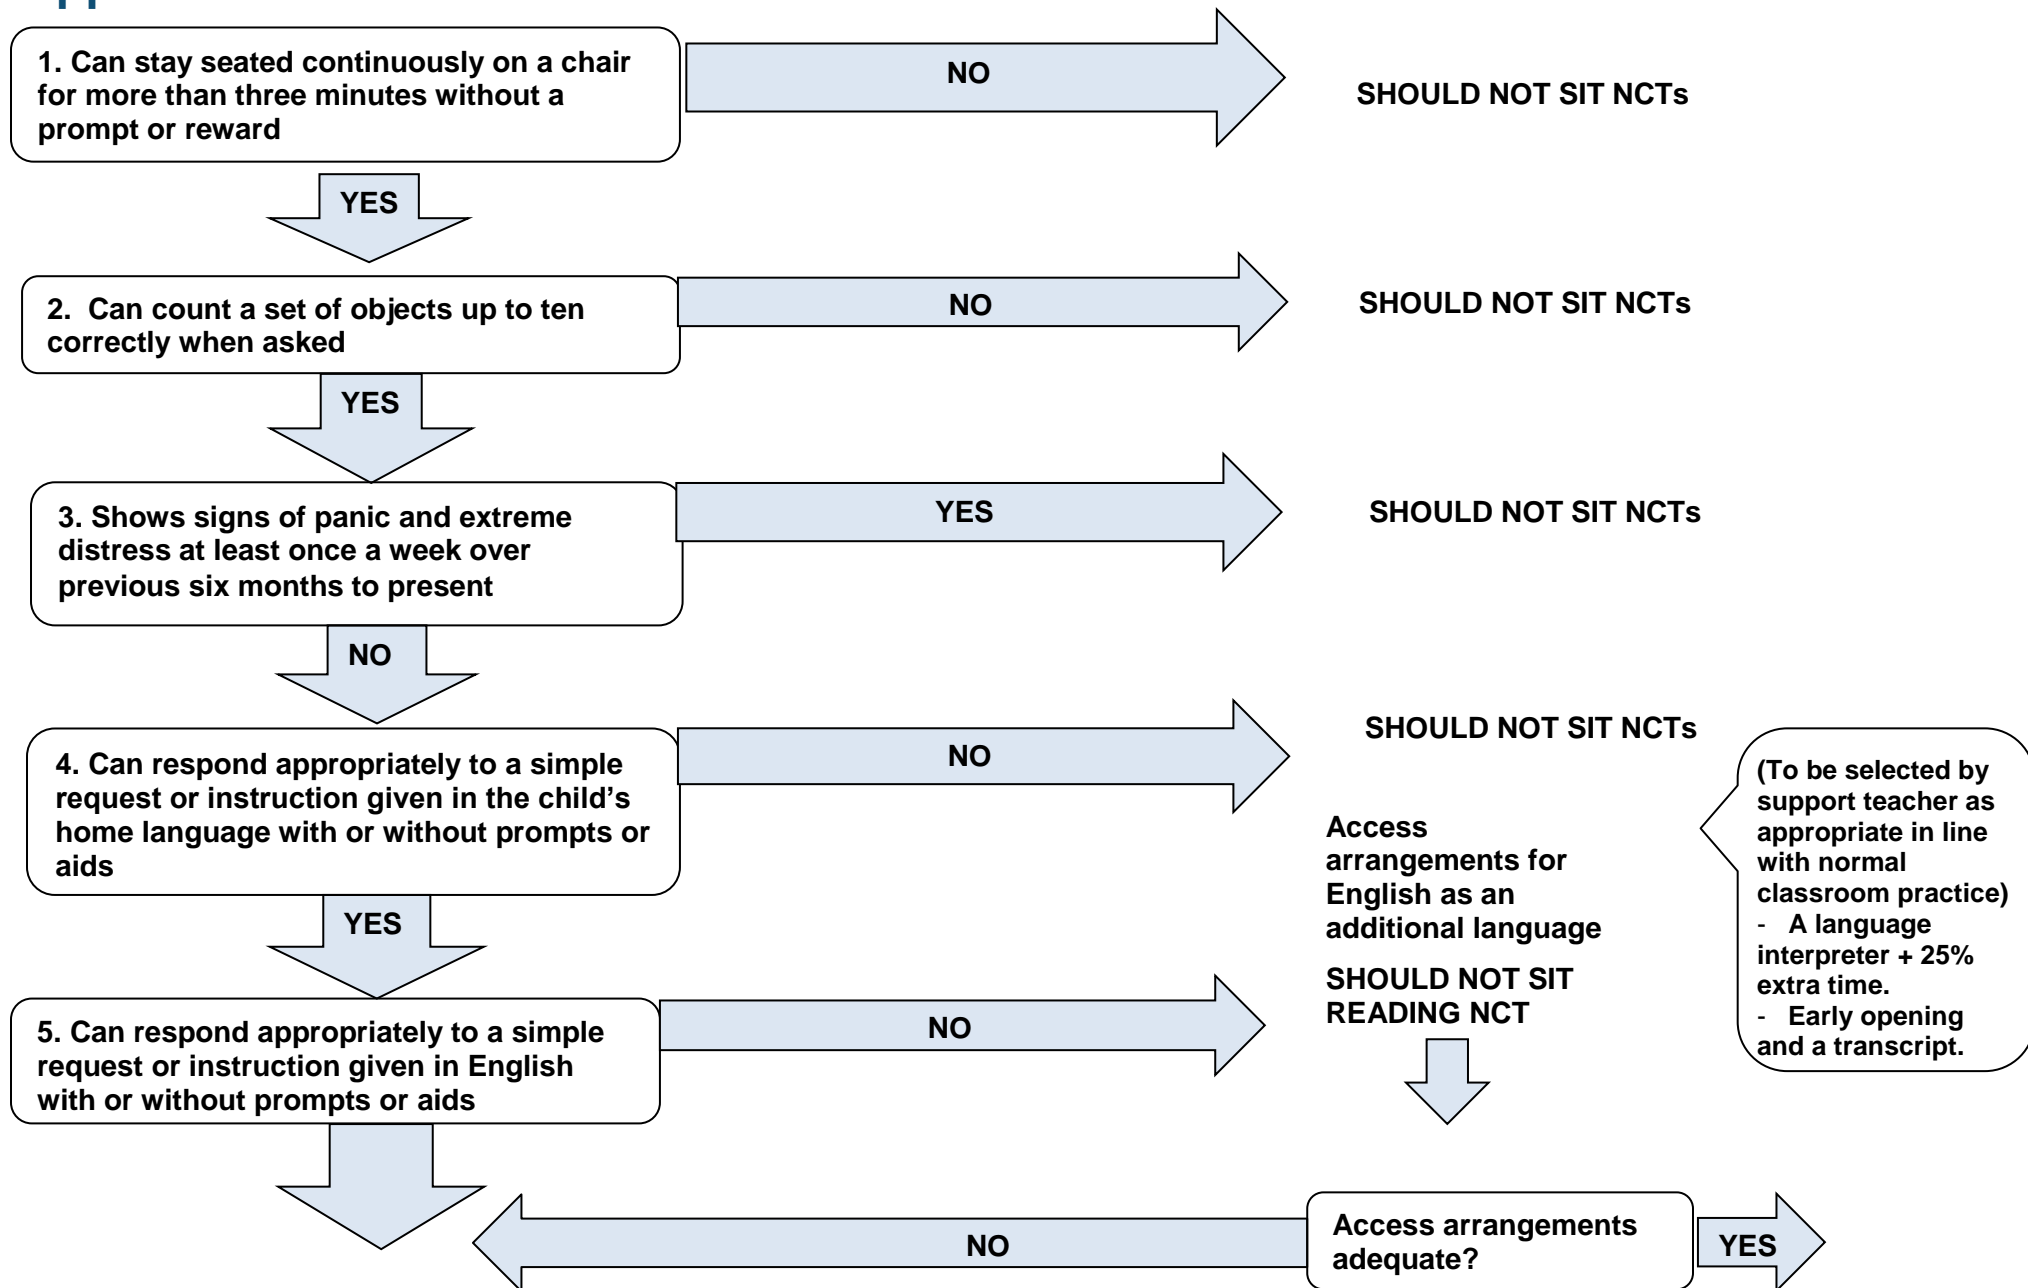 1. Can stay seated continuously on a chair
for more than three minutes without a
prompt or reward
NO
SHOULD NOT SIT NCTs
YES
2. Can count a set of objects up to ten
correctly when asked
NO
SHOULD NOT SIT NCTs
YES
3. Shows signs of panic and extreme
distress at least once a week over
previous six months to present
YES
SHOULD NOT SIT NCTs
NO
4. Can respond appropriately to a simple
request or instruction given in the child’s
home language with or without prompts or
aids
NO
SHOULD NOT SIT NCTs
YES
Access
arrangements for
English as an
additional language
SHOULD NOT SIT
READING NCT
(To be selected by
support teacher as
appropriate in line
with normal
classroom practice)
- A language
interpreter + 25%
extra time.
- Early opening
and a transcript.
5. Can respond appropriately to a simple
request or instruction given in English
with or without prompts or aids
NO
Access arrangements
adequate?
NO
YES